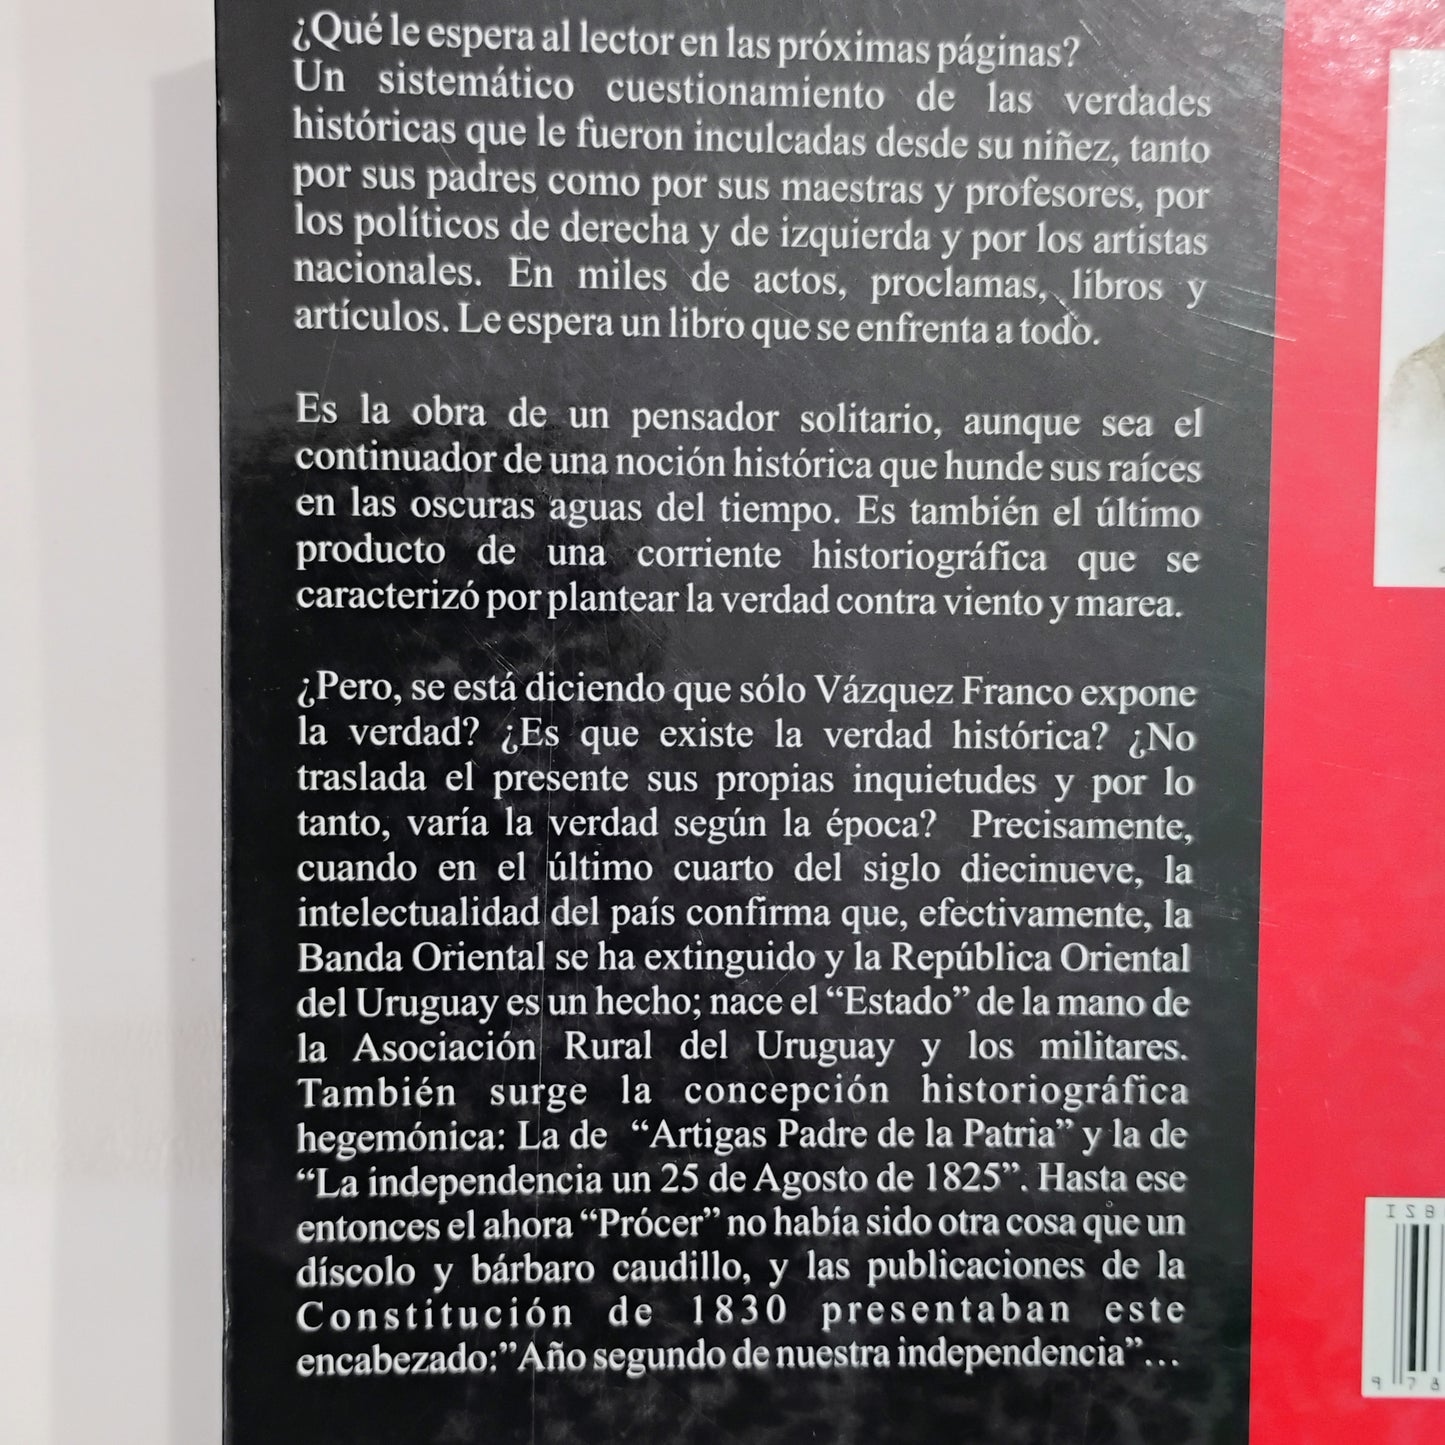 ¿Qué le espera al lector en las próximas páginas?
Un sistemático cuestionamiento de las verdades
históricas que le fueron inculcadas desde su niñez, tanto
por sus padres como por sus maestras y profesores, por
los políticos de derecha y de izquierda y por los artistas
nacionales. En miles de actos, proclamas, libros y
artículos. Le espera un libro que se enfrenta a todo.
Es la obra de un pensador solitario, aunque sea el
continuador de una noción histórica que hunde sus raíces
en las oscuras aguas del tiempo. Es también el último
producto de una corriente historiográfica que se
caracterizó por plantear la verdad contra viento y marea.
¿Pero, se está diciendo que sólo Vázquez Franco expone
la verdad? ¿Es que existe la verdad histórica? ¿No
traslada el presente sus propias inquietudes y por lo
tanto, varía la verdad según la época? Precisamente,
cuando en el último cuarto del siglo diecinueve, la
intelectualidad del país confirma que, efectivamente, la
Banda Oriental se ha extinguido y la República Oriental
del Uruguay es un hecho; nace el “Estado” de la mano de
la Asociación Rural del Uruguay y los militares.
También surge la concepción historiográfica
hegemónica: La de “Artigas Padre de la Patria” y la de
“La independencia un 25 de Agosto de 1825”. Hasta ese
entonces el ahora “Prócer” no había sido otra cosa que un
díscolo y bárbaro caudillo, y las publicaciones de la
Constitución de 1830 presentaban este
encabezado:”Año segundo de nuestra independencia”...
ISB
978